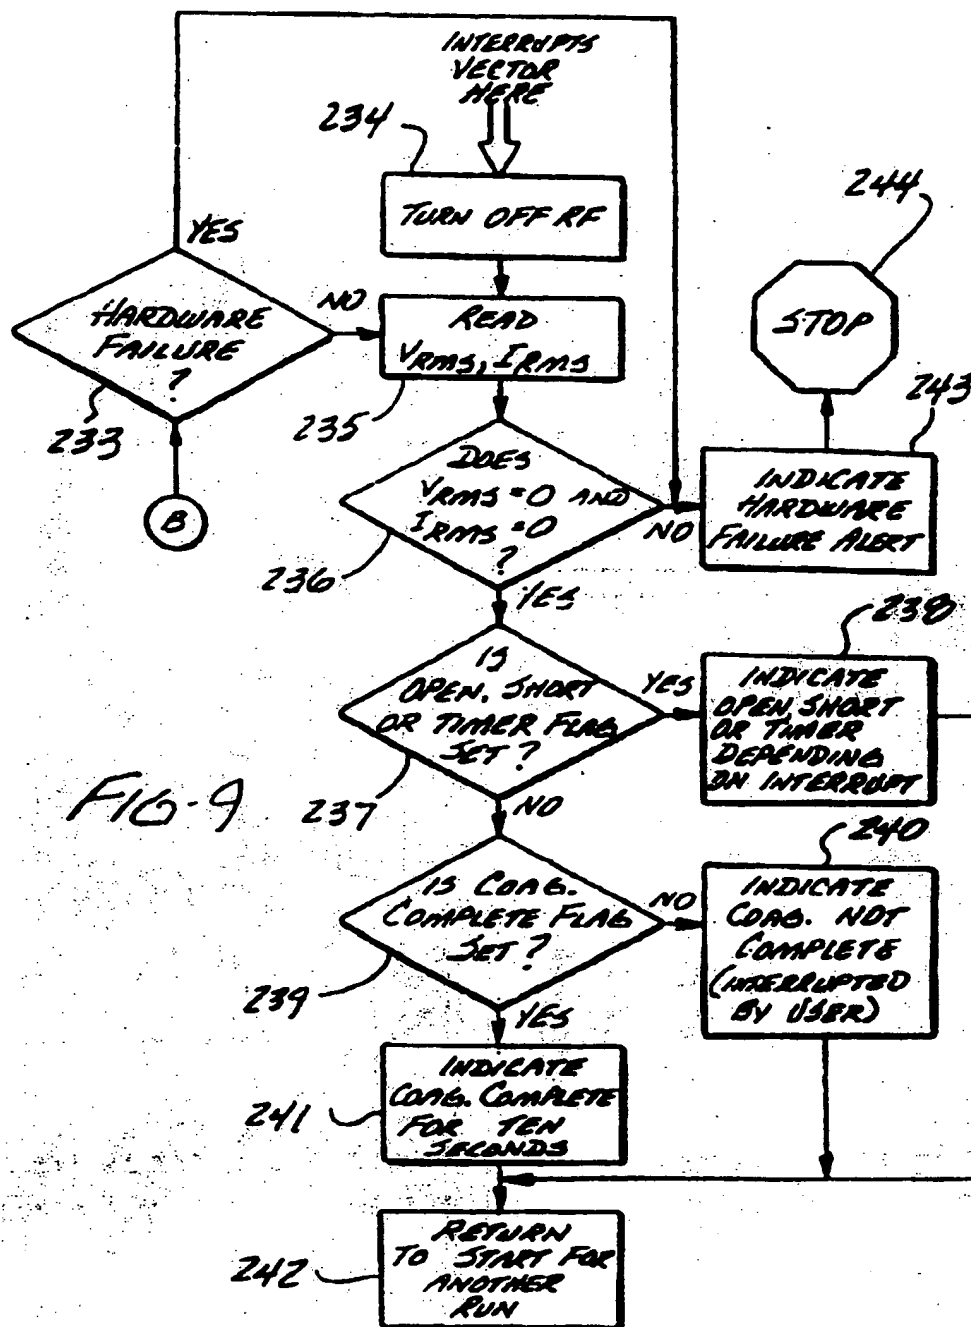 INTERRUPTS
VECTOR
HERE
234
TURN OFF RF
244
YES
HARDWARE
FAILURE
?
233
NO
READ
VRMS, IRMS
235
STOP
243
B
DOES
VRMS = 0 AND
IRMS = 0
?
236
NO
INDICATE
HARDWARE
FAILURE ALERT
YES
238
IS
OPEN, SHORT
OR TIMER FLAG
SET?
237
YES
INDICATE
OPEN, SHORT
OR TIMER
DEPENDING
ON INTERRUPT
FIG-9
NO
240
IS COAG.
COMPLETE FLAG
SET?
239
NO
INDICATE
COAG. NOT
COMPLETE
(INTERRUPTED
BY USER)
YES
INDICATE
COAG. COMPLETE
FOR TEN
SECONDS
241
RETURN
TO START FOR
ANOTHER
RUN
242